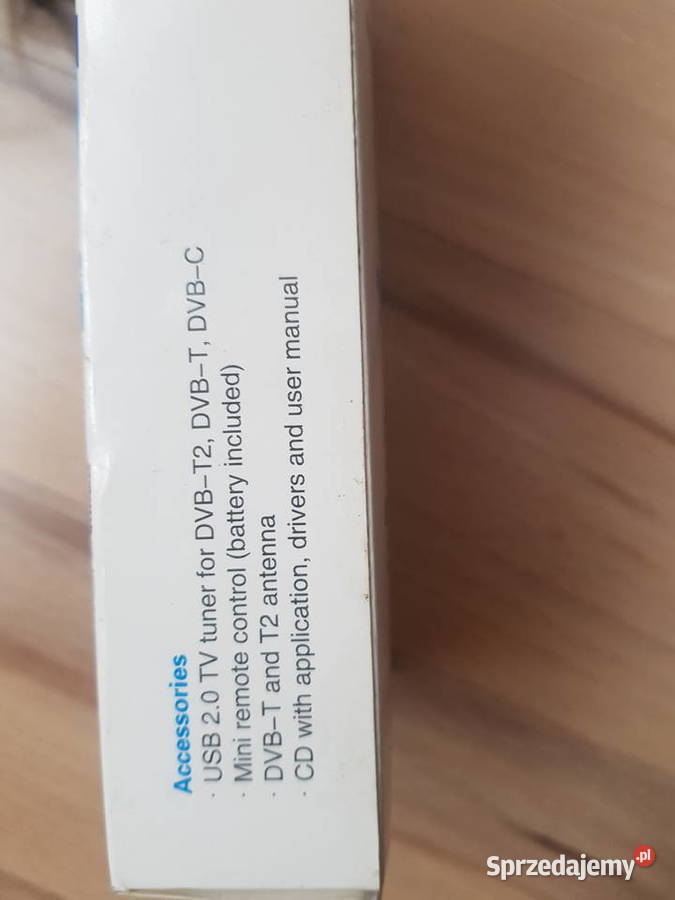 Accessories
· USB 2.0 TV tuner for DVB-T2, DVB-T, DVB-C
· Mini remote control (battery included)
· DVB-T and T2 antenna
· CD with application, drivers and user manual
Sprzedajemy.pl